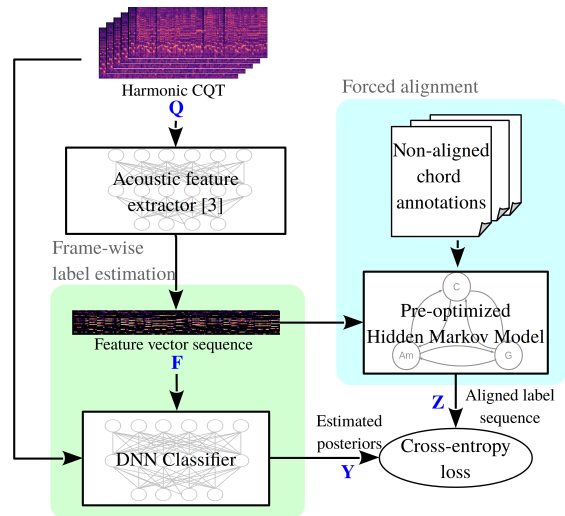 Harmonic CQT
Q
Forced alignment
Non-aligned
chord
annotations
Acoustic feature
extractor [3]
Frame-wise
label estimation
C
Pre-optimized
Hidden Markov Model
Am
G
Feature vector sequence
F
Z
Aligned label
sequence
Estimated
posteriors
Y
DNN Classifier
Cross-entropy
loss